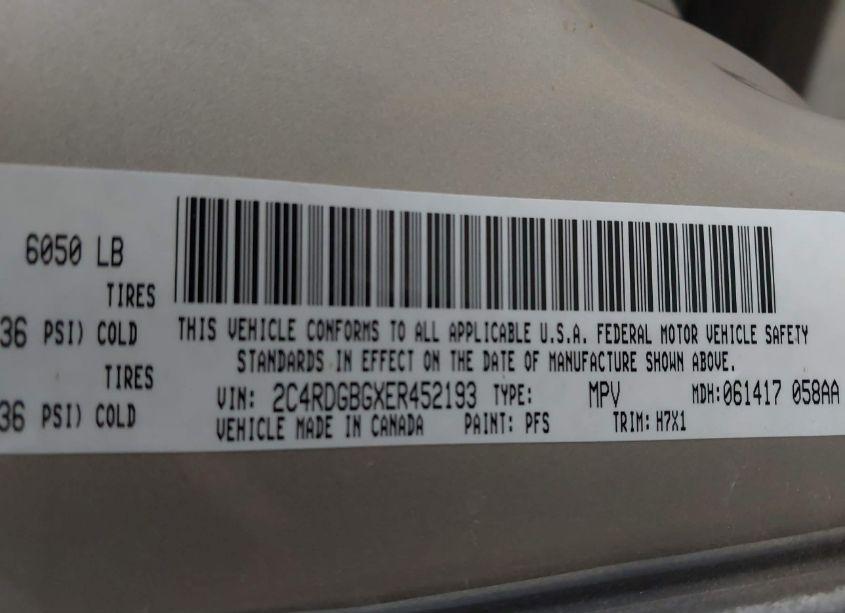 6050 LB
TIRES
36 PSI) COLD
TIRES
36 PSI) COLD
THIS VEHICLE CONFORMS TO ALL APPLICABLE U.S.A. FEDERAL MOTOR VEHICLE SAFETY
STANDARDS IN EFFECT ON THE DATE OF MANUFACTURE SHOWN ABOVE.
VIN: 2C4RDGBGXER452193 TYPE: MPV MDH:061417 058AA
VEHICLE MADE IN CANADA PAINT: PFS TRIM: H7X1